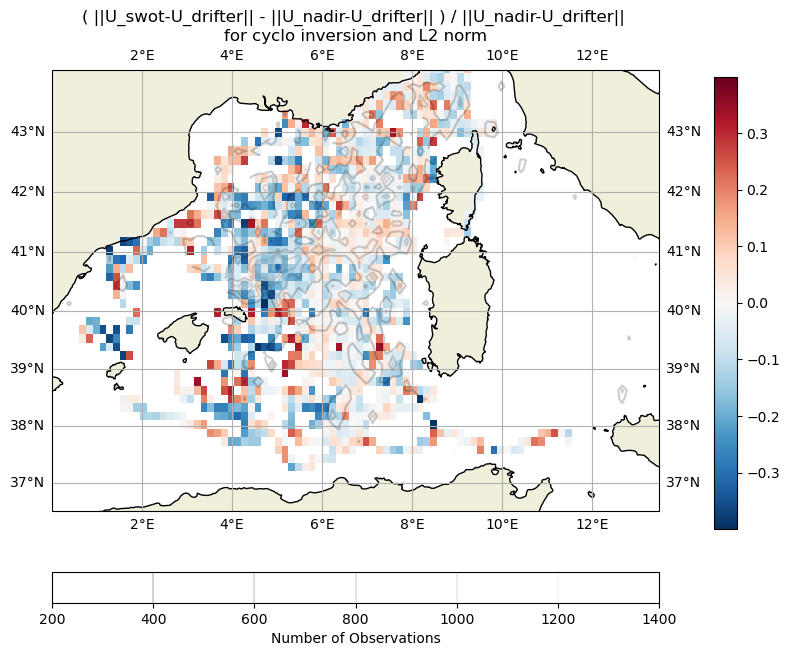 ( ||U_swot-U_drifter|| - ||U_nadir-U_drifter|| ) / ||U_nadir-U_drifter||
for cyclo inversion and L2 norm
2°E 4°E 6°E 8°E 10°E 12°E
43°N 43°N
42°N 42°N
41°N 41°N
40°N 40°N
39°N 39°N
38°N 38°N
37°N 37°N
2°E 4°E 6°E 8°E 10°E 12°E
0.3
0.2
0.1
0.0
−0.1
−0.2
−0.3
200 400 600 800 1000 1200 1400
Number of Observations